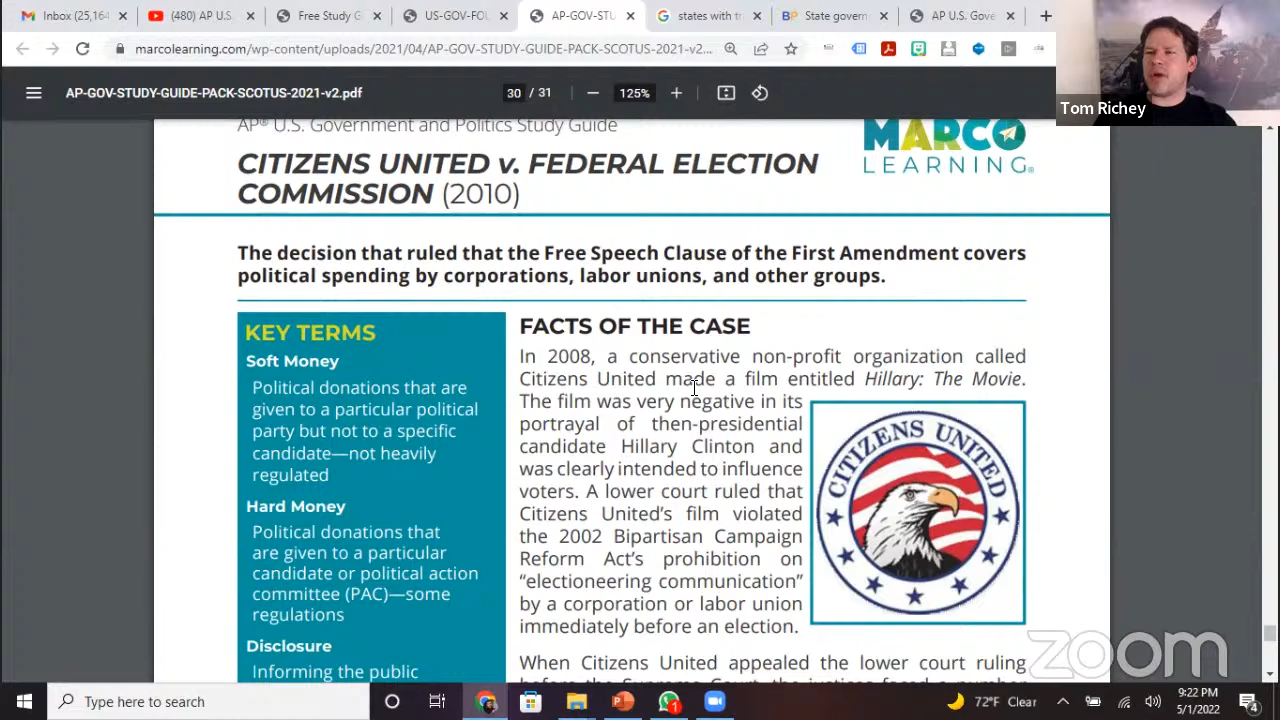 Inbox (25,164
(480) AP U.S.
Free Study G
US-GOV-FOU
AP-GOV-STU
states with t
State govern
AP U.S. Gove
marcolearning.com/wp-content/uploads/2021/04/AP-GOV-STUDY-GUIDE-PACK-SCOTUS-2021-v2...
AP-GOV-STUDY-GUIDE-PACK-SCOTUS-2021-v2.pdf
30 / 31
125%
Tom Richey
AP® U.S. Government and Politics Study Guide
MARCO
LEARNING®
CITIZENS UNITED v. FEDERAL ELECTION
COMMISSION (2010)
The decision that ruled that the Free Speech Clause of the First Amendment covers
political spending by corporations, labor unions, and other groups.
KEY TERMS
Soft Money
Political donations that are
given to a particular political
party but not to a specific
candidate—not heavily
regulated
Hard Money
Political donations that
are given to a particular
candidate or political action
committee (PAC)—some
regulations
Disclosure
Informing the public
FACTS OF THE CASE
In 2008, a conservative non-profit organization called
Citizens United made a film entitled Hillary: The Movie.
The film was very negative in its
portrayal of then-presidential
candidate Hillary Clinton and
was clearly intended to influence
voters. A lower court ruled that
Citizens United's film violated
the 2002 Bipartisan Campaign
Reform Act's prohibition on
“electioneering communication”
by a corporation or labor union
immediately before an election.
CITIZENS UNITED
When Citizens United appealed the lower court ruling
before the Supreme Court, the justices faced a number
zoom
Type here to search
1
72°F Clear
9:22 PM
5/1/2022
4